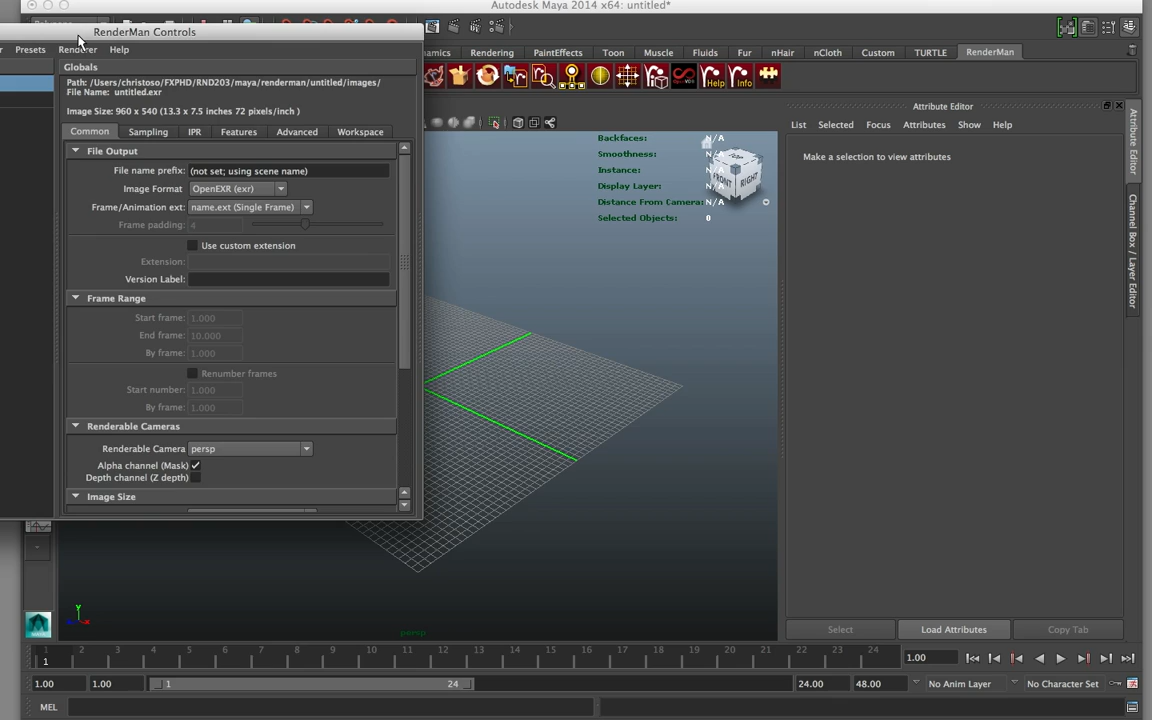 Autodesk Maya 2014 x64: untitled*
RenderMan Controls
Presets Renderer Help
Rendering PaintEffects Toon Muscle Fluids Fur nHair nCloth Custom TURTLE RenderMan
Globals
Path: /Users/christoso/FXPHD/RND203/maya/renderman/untitled/images/
File Name: untitled.exr
Image Size: 960 x 540 (13.3 x 7.5 inches 72 pixels/inch )
Common Sampling IPR Features Advanced Workspace
File Output
File name prefix: (not set; using scene name)
Image Format OpenEXR (exr)
Frame/Animation ext: name.ext (Single Frame)
Frame padding: 4
Use custom extension
Extension:
Version Label:
Frame Range
Start frame: 1.000
End frame: 10.000
By frame: 1.000
Renumber frames
Start number: 1.000
By frame: 1.000
Renderable Cameras
Renderable Camera persp
Alpha channel (Mask)
Depth channel (Z depth)
Image Size
Help Info
Backfaces: N/A
Smoothness: N/A
Instance: N/A
Display Layer: N/A
Distance From Camera: N/A
Selected Objects: 0
FRONT RIGHT
persp
Y
x
Attribute Editor
List Selected Focus Attributes Show Help
Make a selection to view attributes
Attribute Editor
Channel Box / Layer Editor
Select Load Attributes Copy Tab
1 2 3 4 5 6 7 8 9 10 11 12 13 14 15 16 17 18 19 20 21 22 23 24
1
1.00
1.00 1.00 1 24 24.00 48.00 No Anim Layer No Character Set
MEL